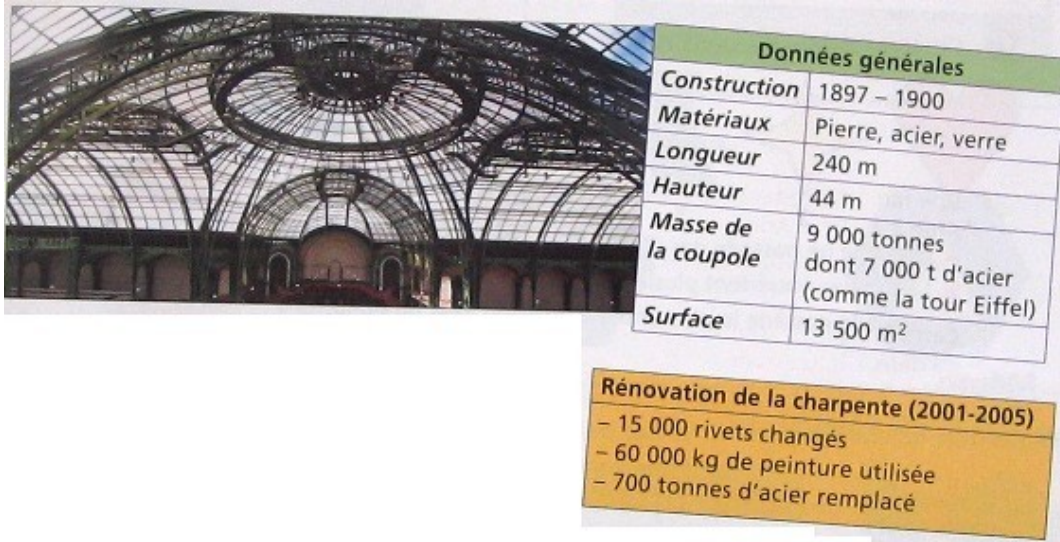 Données générales
Construction 1897 – 1900
Matériaux Pierre, acier, verre
Longueur 240 m
Hauteur 44 m
Masse de 9 000 tonnes
la coupole dont 7 000 t d'acier
(comme la tour Eiffel)
Surface 13 500 m²
Rénovation de la charpente (2001-2005)
– 15 000 rivets changés
– 60 000 kg de peinture utilisée
– 700 tonnes d'acier remplacé